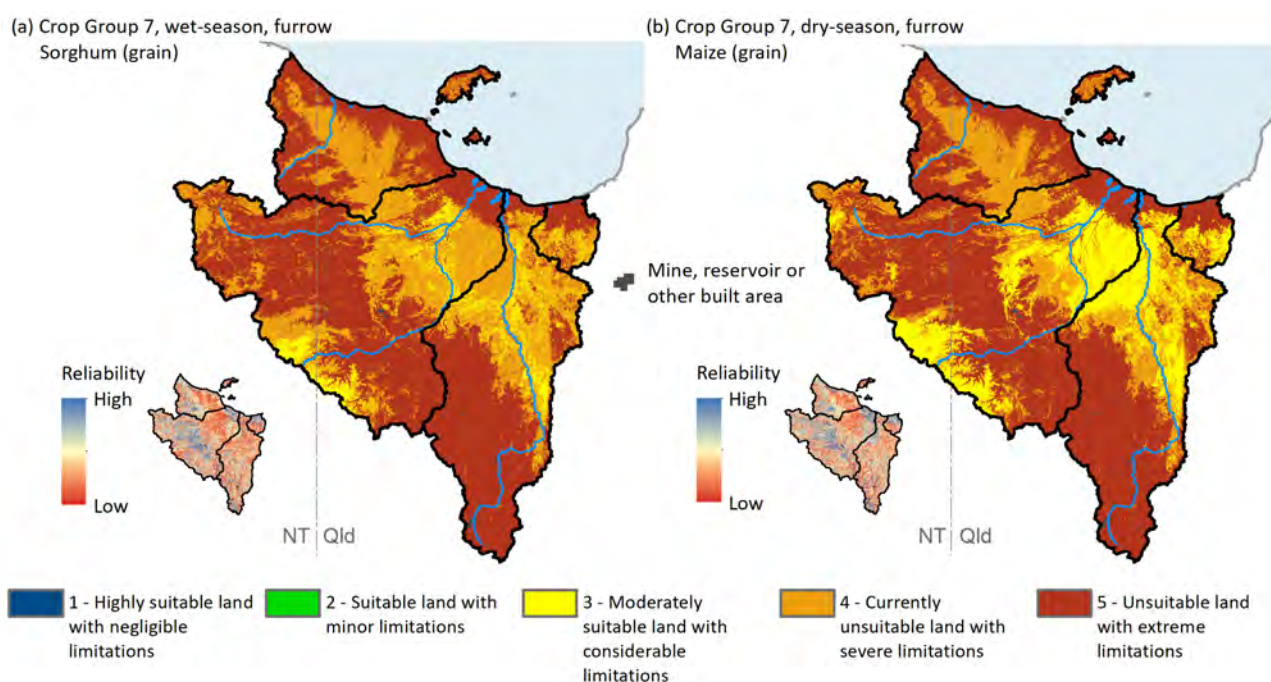 (a) Crop Group 7, wet-season, furrow
Sorghum (grain)
(b) Crop Group 7, dry-season, furrow
Maize (grain)
Mine, reservoir or
other built area
Reliability
High
Low
NT
Qld
Reliability
High
Low
NT
Qld
1 - Highly suitable land
with negligible
limitations
2 - Suitable land with
minor limitations
3 - Moderately
suitable land with
considerable
limitations
4 - Currently
unsuitable land with
severe limitations
5 - Unsuitable land
with extreme
limitations